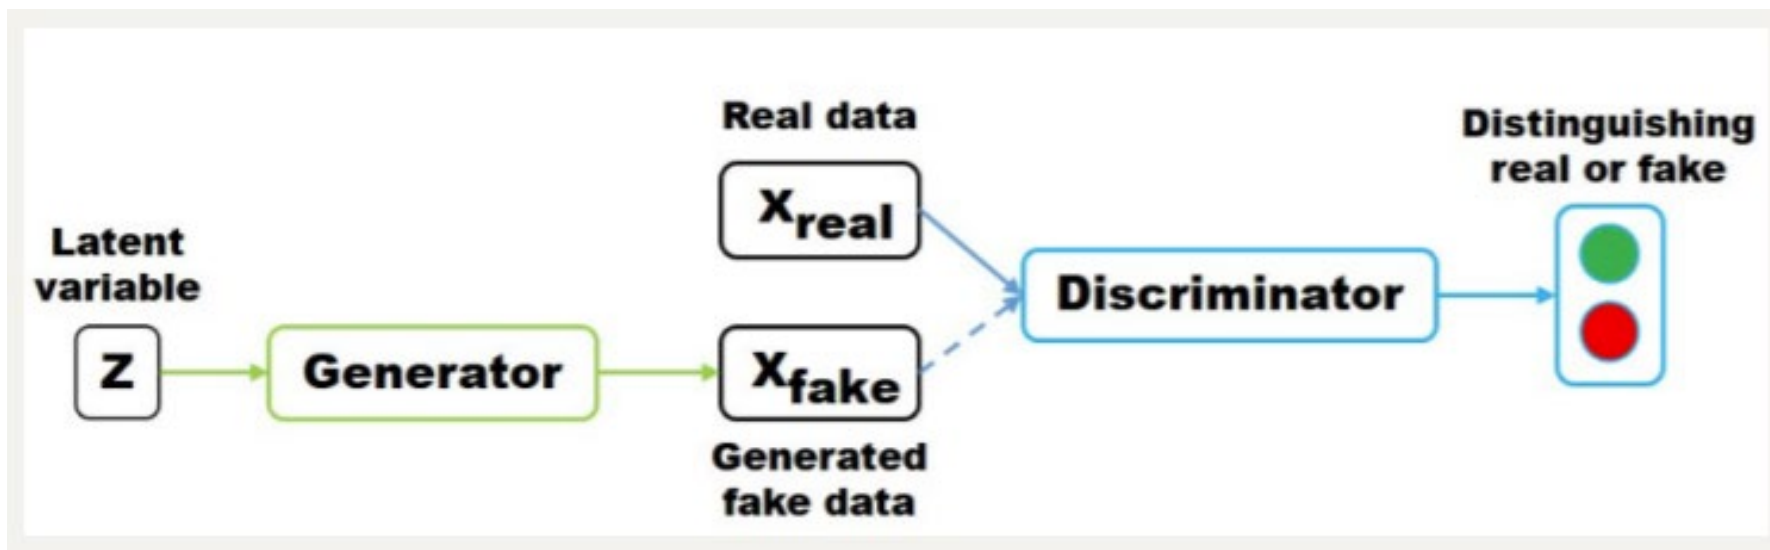 Latent
variable
Z
Generator
Real data
Xreal
Xfake
Generated
fake data
Discriminator
Distinguishing
real or fake